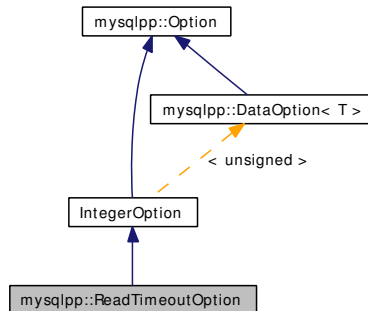 mysqlpp::Option
mysqlpp::DataOption< T >
< unsigned >
IntegerOption
mysqlpp::ReadTimeoutOption